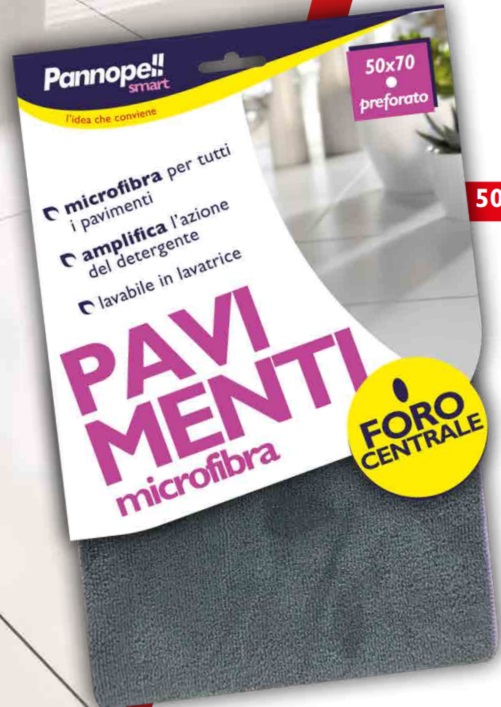 Pannopell!
smart
l'idea che conviene
50x70
preforato
microfibra per tutti
i pavimenti
amplifica l'azione
del detergente
lavabile in lavatrice
PAVI
MENTI
microfibra
FORO
CENTRALE
50